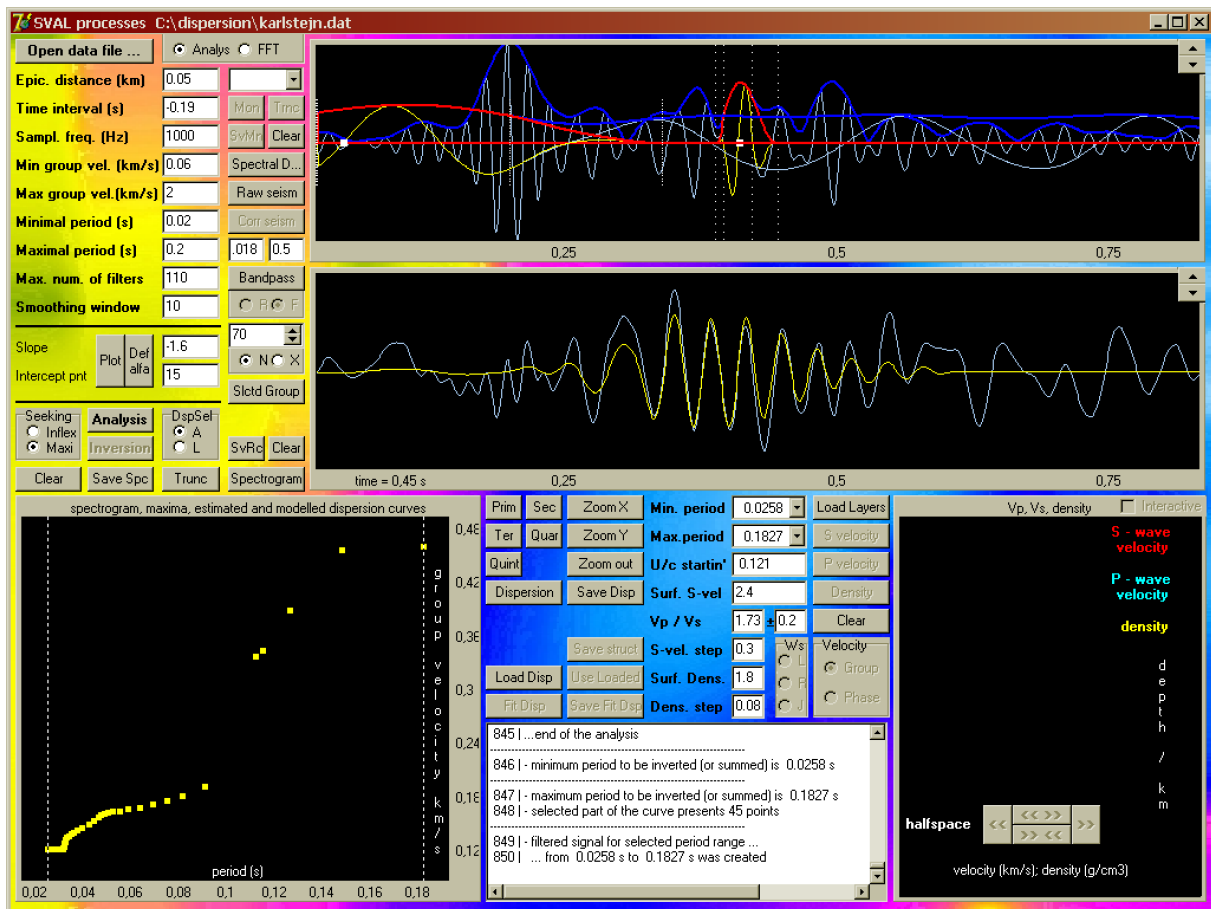 SVAL processes C:\dispersion\karlstejn.dat
Open data file ...
Analys FFT
Epic. distance (km) 0.05
Time interval (s) -0.19 Mon Trnc
Sampl. freq. (Hz) 1000 SvMn Clear
Min group vel. (km/s) 0.06 Spectral D...
Max group vel.(km/s) 2 Raw seism
Minimal period (s) 0.02 Corr seism
Maximal period (s) 0.2 .018 0.5
Max. num. of filters 110 Bandpass
Smoothing window 10 R F
70
Slope Plot Def alfa -1.6 N X
Intercept pnt 15
Slctd Group
Seeking Inflex Maxi
Analysis
Inversion
DspSel A L
SvRc Clear
Clear Save Spc Trunc Spectrogram
0,25 0,5 0,75
time = 0,45 s 0,25 0,5 0,75
spectrogram, maxima, estimated and modelled dispersion curves
0,48
0,42
0,36
0,3
0,24
0,18
0,12
group velocity km/s
period (s)
0,02 0,04 0,06 0,08 0,1 0,12 0,14 0,16 0,18
Prim Sec Zoom X Min. period 0.0258 Load Layers
Ter Quar Zoom Y Max.period 0.1827 S velocity
Quint Zoom out U/c startin' 0.121 P velocity
Dispersion Save Disp Surf. S-vel 2.4 Density
Vp / Vs 1.73 ± 0.2 Clear
Save struct S-vel. step 0.3
Load Disp Use Loaded Surf. Dens. 1.8
Fit Disp Save Fit Dsp Dens. step 0.08
Ws L R J
Velocity Group Phase
845 | ...end of the analysis
846 | - minimum period to be inverted (or summed) is 0.0258 s
847 | - maximum period to be inverted (or summed) is 0.1827 s
848 | - selected part of the curve presents 45 points
849 | - filtered signal for selected period range ...
850 | ... from 0.0258 s to 0.1827 s was created
Vp, Vs, density Interactive
S - wave
velocity
P - wave
velocity
density
depth / km
halfspace << << >> >> << >>
velocity (km/s); density (g/cm3)